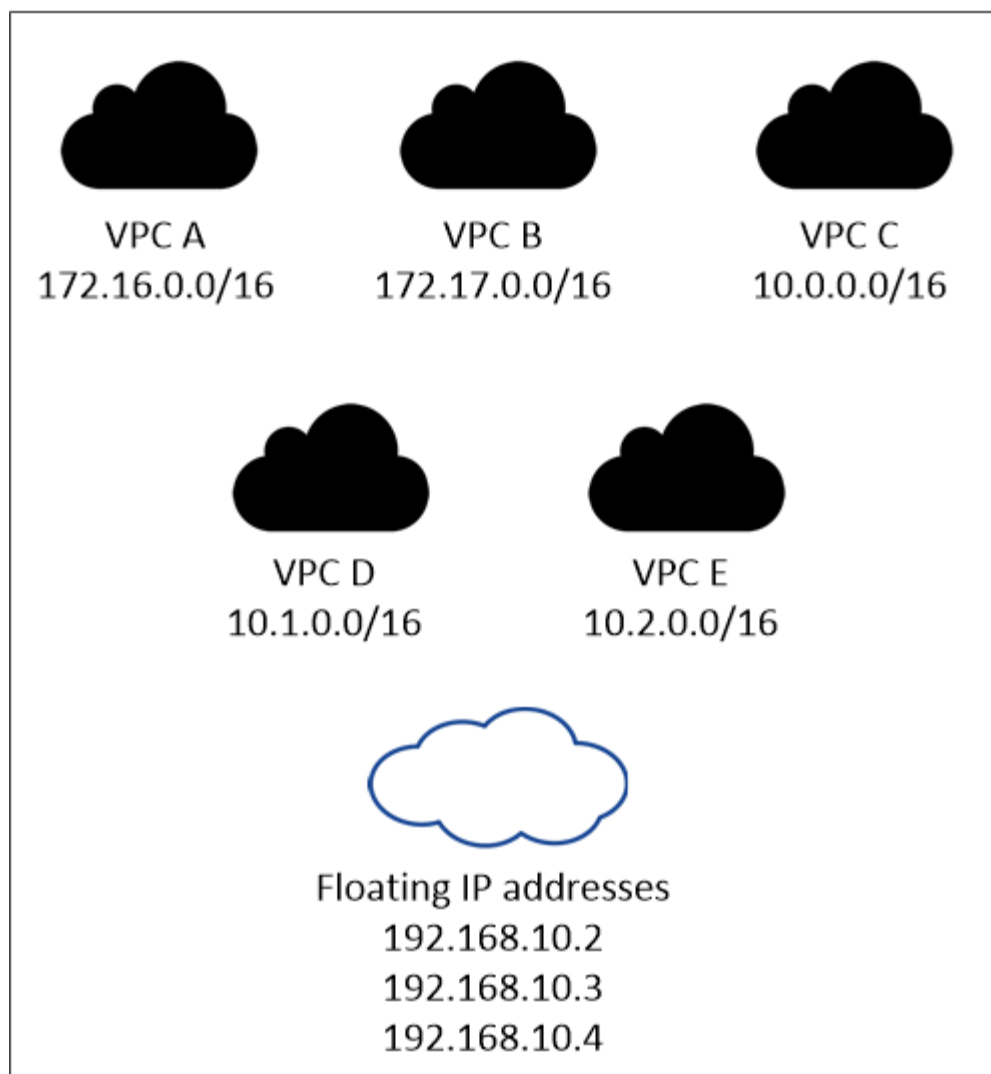 VPC A
172.16.0.0/16
VPC B
172.17.0.0/16
VPC C
10.0.0.0/16
VPC D
10.1.0.0/16
VPC E
10.2.0.0/16
Floating IP addresses
192.168.10.2
192.168.10.3
192.168.10.4